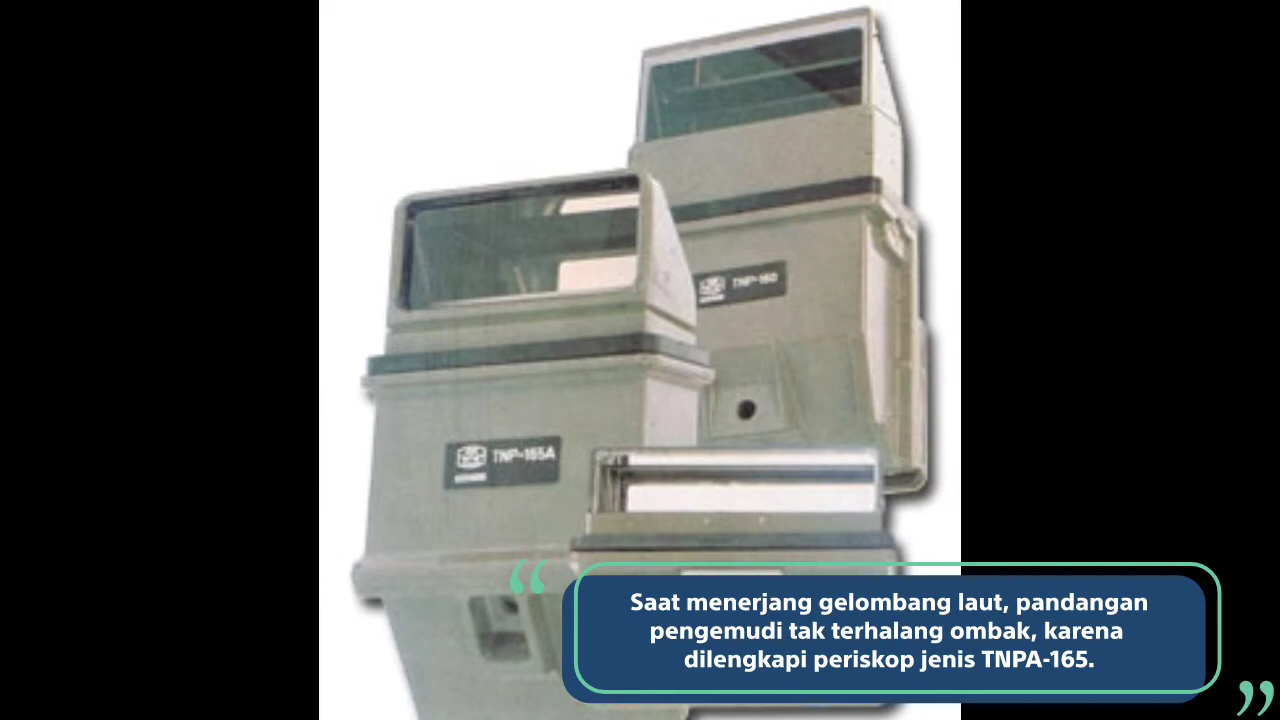 TNP-160
TNP-165A
Saat menerjang gelombang laut, pandangan
pengemudi tak terhalang ombak, karena
dilengkapi periskop jenis TNPA-165.